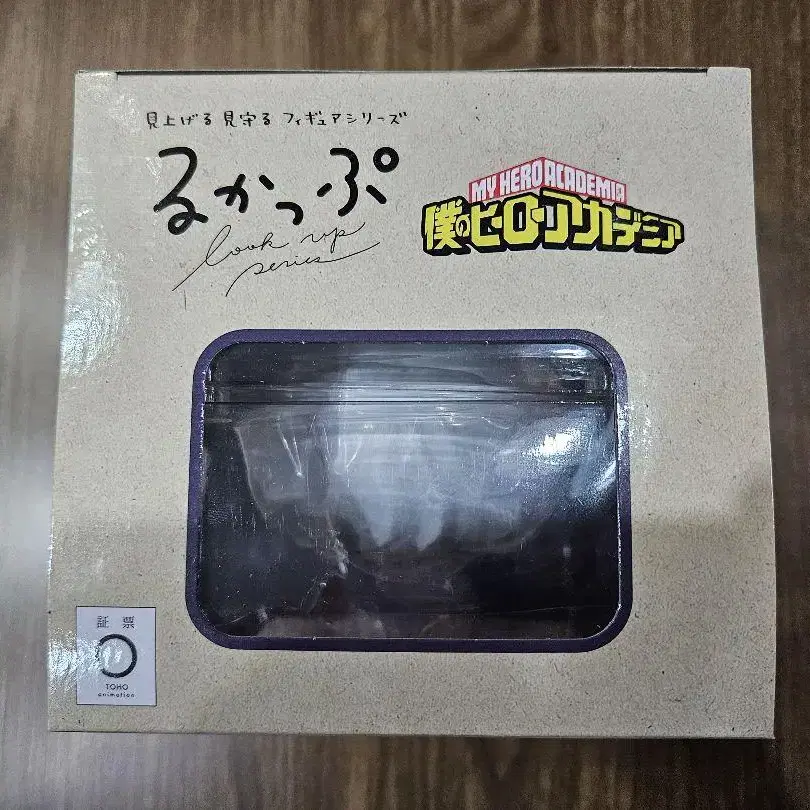 見上げる 見守る フィギュアシリーズ
るかっぷ
look up
series
MY HERO ACADEMIA
僕のヒーローアカデミア
証票
TOHO
animation